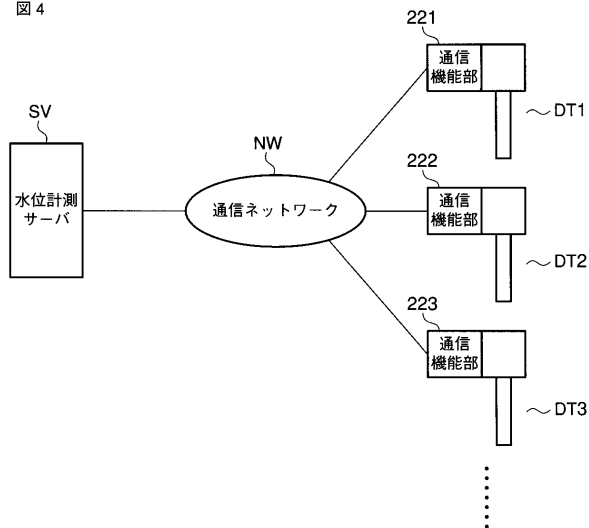 図4
221
通信
機能部
DT1
SV
水位計測
サーバ
NW
通信ネットワーク
222
通信
機能部
DT2
223
通信
機能部
DT3